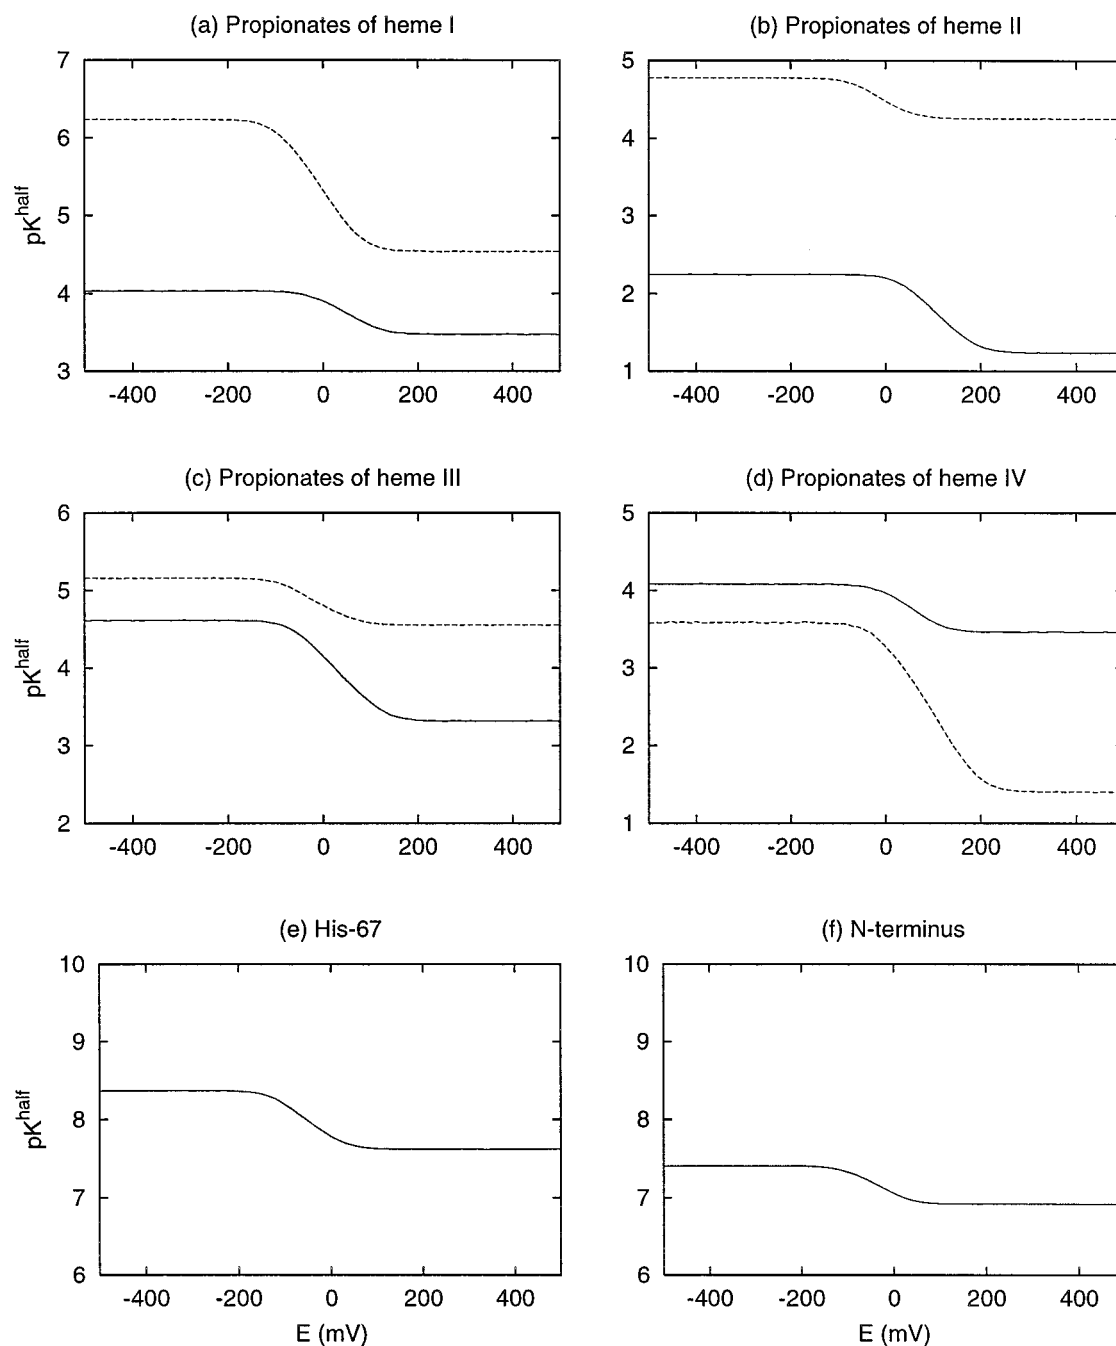 (a) Propionates of heme I
(b) Propionates of heme II
7
6
5
4
3
pK^half
-400 -200 0 200 400
5
4
3
2
1
-400 -200 0 200 400
(c) Propionates of heme III
(d) Propionates of heme IV
6
5
4
3
2
pK^half
-400 -200 0 200 400
5
4
3
2
1
-400 -200 0 200 400
(e) His-67
(f) N-terminus
10
9
8
7
6
pK^half
-400 -200 0 200 400
E (mV)
10
9
8
7
6
-400 -200 0 200 400
E (mV)